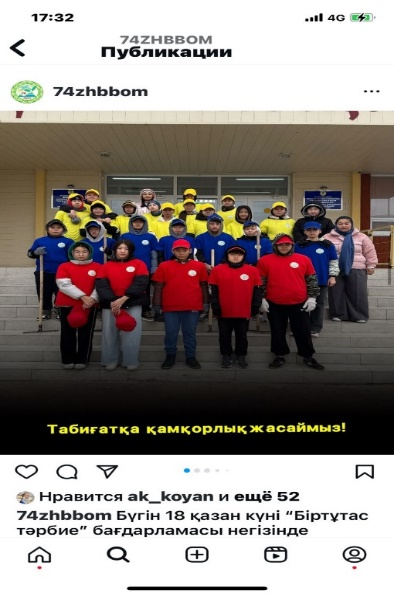 17:32
4G
74ZHBBOM
Публикации
74zhbbom
Табиғатқа қамқорлық жасаймыз!
Нравится ak_koyan и ещё 52
74zhbbom Бүгін 18 қазан күні “Біртұтас
тәрбие” бағдарламасы негізінде